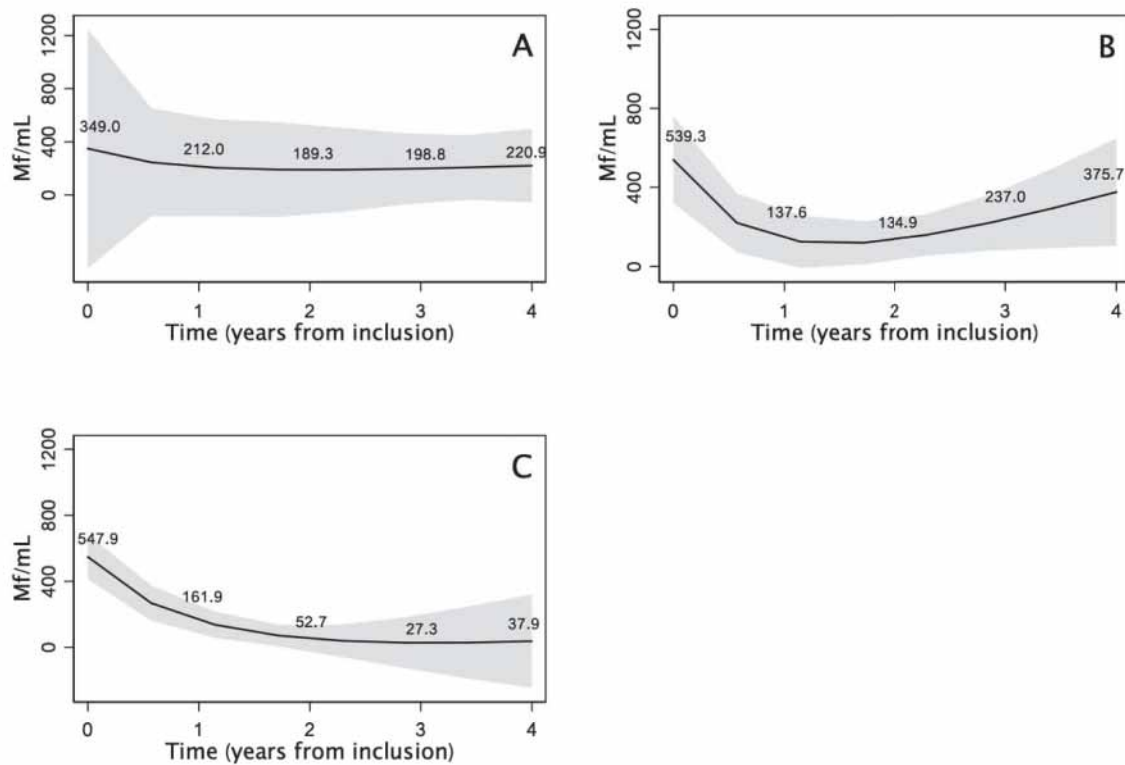 A
Mf/mL
1200
800
400
0
349.0
212.0
189.3
198.8
220.9
0 1 2 3 4
Time (years from inclusion)
B
Mf/mL
1200
800
400
0
539.3
137.6
134.9
237.0
375.7
0 1 2 3 4
Time (years from inclusion)
C
Mf/mL
1200
800
400
0
547.9
161.9
52.7
27.3
37.9
0 1 2 3 4
Time (years from inclusion)